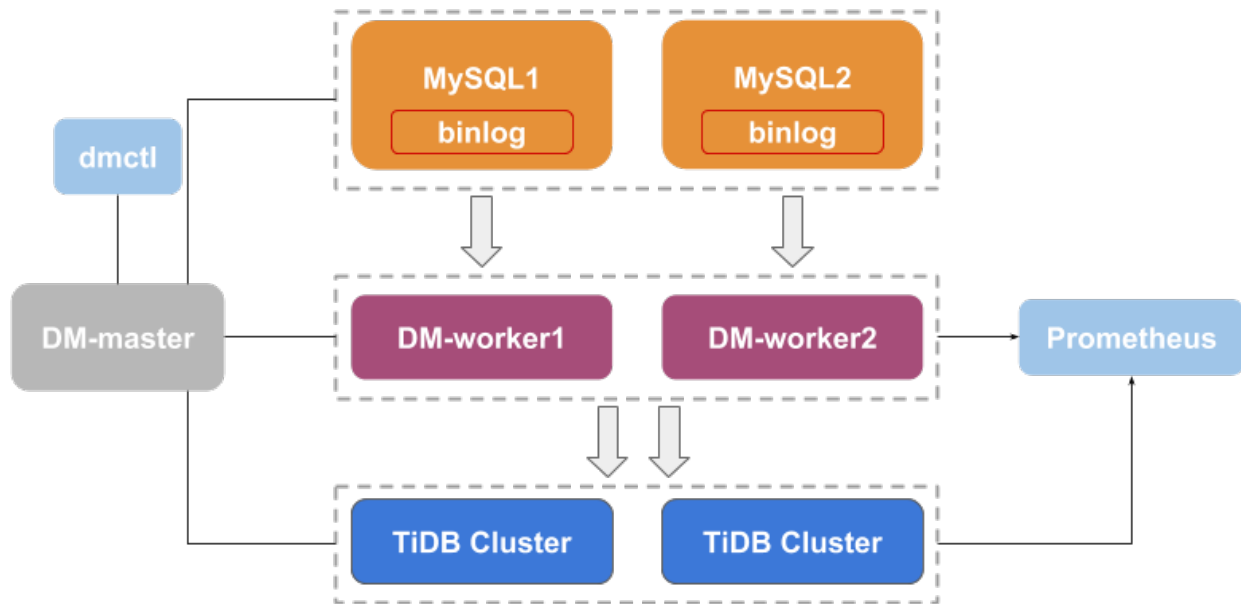 MySQL1
MySQL2
binlog
binlog
dmctl
DM-master
DM-worker1
DM-worker2
Prometheus
TiDB Cluster
TiDB Cluster